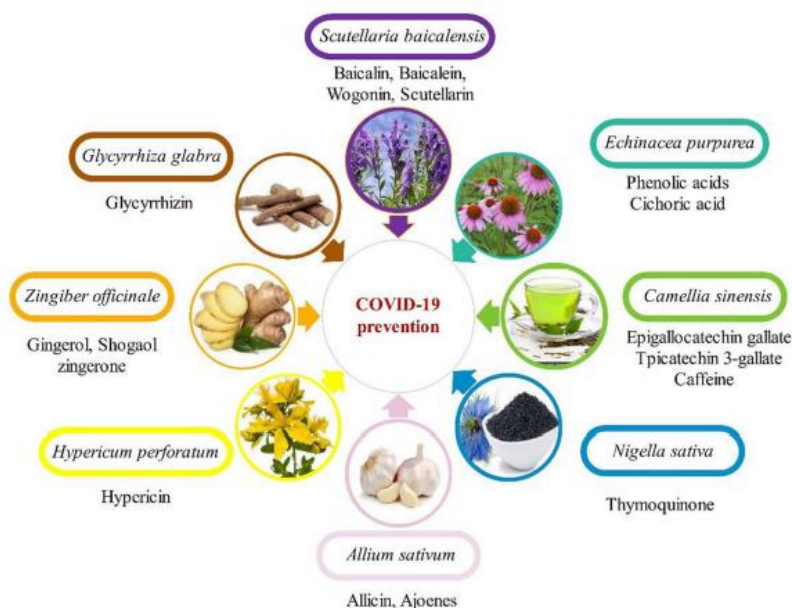 Scutellaria baicalensis
Baicalin, Baicalein,
Wogonin, Scutellarin
Glycyrrhiza glabra
Glycyrrhizin
Echinacea purpurea
Phenolic acids
Cichoric acid
Zingiber officinale
Gingerol, Shogaol
zingerone
COVID-19
prevention
Camellia sinensis
Epigallocatechin gallate
Tpicatechin 3-gallate
Caffeine
Hypericum perforatum
Hypericin
Nigella sativa
Thymoquinone
Allium sativum
Allicin, Ajoenes